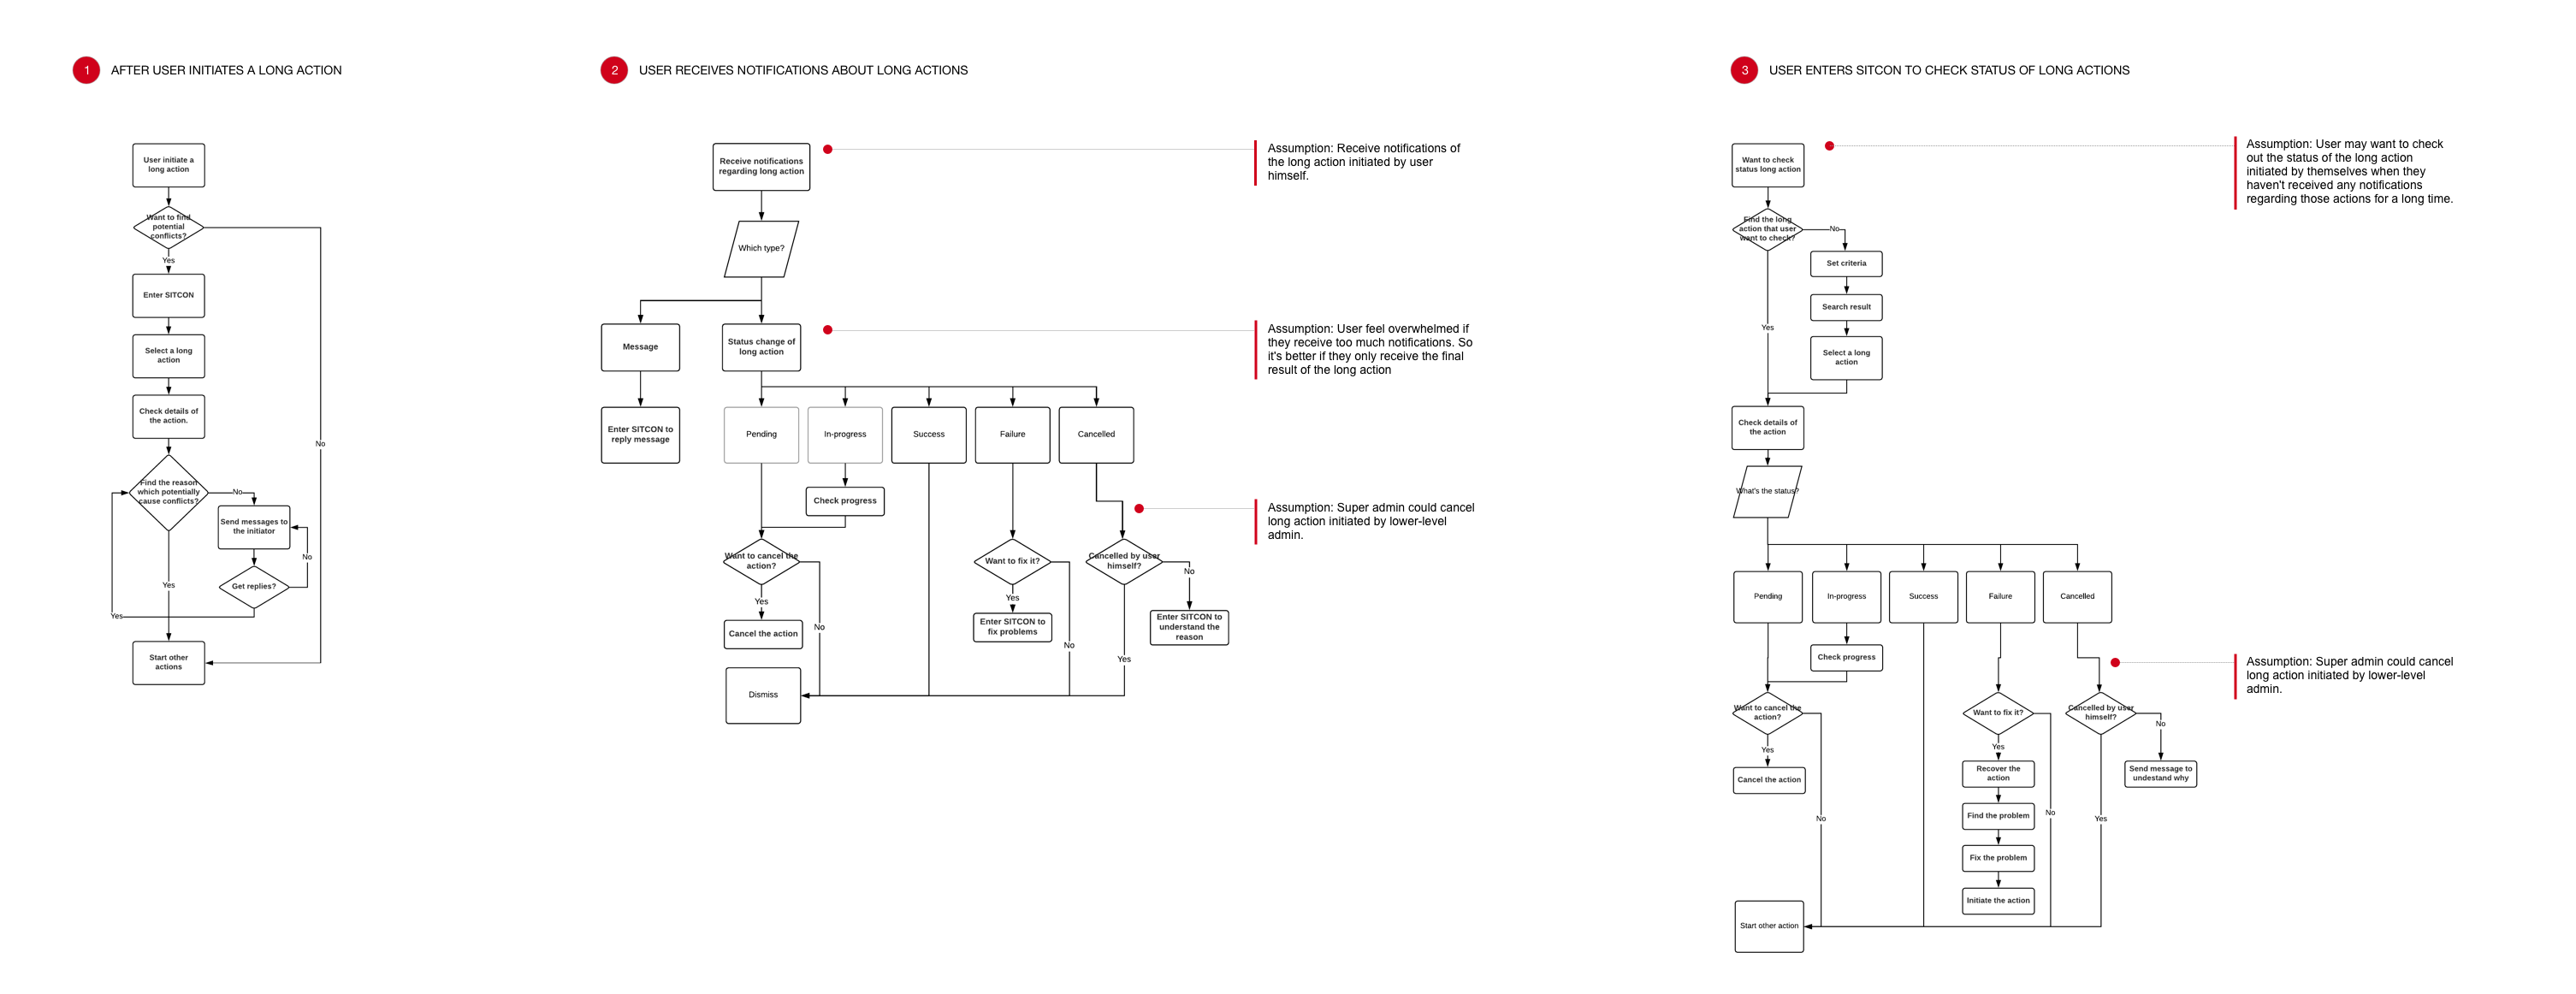 1
AFTER USER INITIATES A LONG ACTION
User initiate a
long action
Want to find
potential
conflicts?
Yes
Enter SITCON
Select a long
action
Check details of
the action.
No
Find the reason
which potentially
cause conflicts?
No
Send messages to
the initiator
No
Get replies?
Yes
Yes
Start other
actions
2
USER RECEIVES NOTIFICATIONS ABOUT LONG ACTIONS
Receive notifications
regarding long action
Assumption: Receive notifications of
the long action initiated by user
himself.
Which type?
Message
Status change of
long action
Assumption: User feel overwhelmed if
they receive too much notifications. So
it's better if they only receive the final
result of the long action
Enter SITCON to
reply message
Pending
In-progress
Success
Failure
Cancelled
Check progress
Assumption: Super admin could cancel
long action initiated by lower-level
admin.
Want to cancel the
action?
Want to fix it?
Cancelled by user
himself?
No
Yes
Yes
Cancel the action
No
Enter SITCON to
fix problems
No
Enter SITCON to
understand the
reason
Yes
Dismiss
3
USER ENTERS SITCON TO CHECK STATUS OF LONG ACTIONS
Want to check
status long action
Assumption: User may want to check
out the status of the long action
initiated by themselves when they
haven't received any notifications
regarding those actions for a long time.
Find the long
action that user
want to check?
No
Set criteria
Search result
Yes
Select a long
action
Check details of
the action
What's the status?
Pending
In-progress
Success
Failure
Cancelled
Check progress
Assumption: Super admin could cancel
long action initiated by lower-level
admin.
Want to cancel the
action?
Want to fix it?
Cancelled by user
himself?
No
Yes
Yes
Cancel the action
Recover the
action
Send message to
undestand why
Find the problem
No
No
Yes
Fix the problem
Initiate the action
Start other action